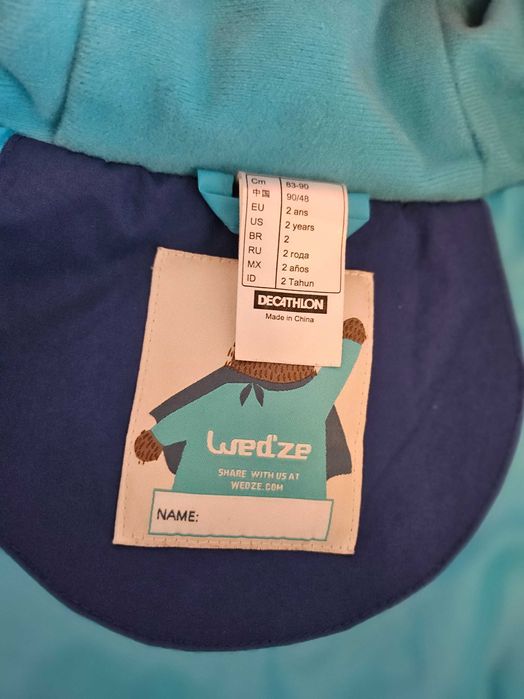 Cm 83-90
中国 90/48
EU 2 ans
US 2 years
BR 2
RU 2 года
MX 2 años
ID 2 Tahun
DECATHLON
Made in China
Wed'ze
SHARE WITH US AT
WEDZE.COM
NAME: